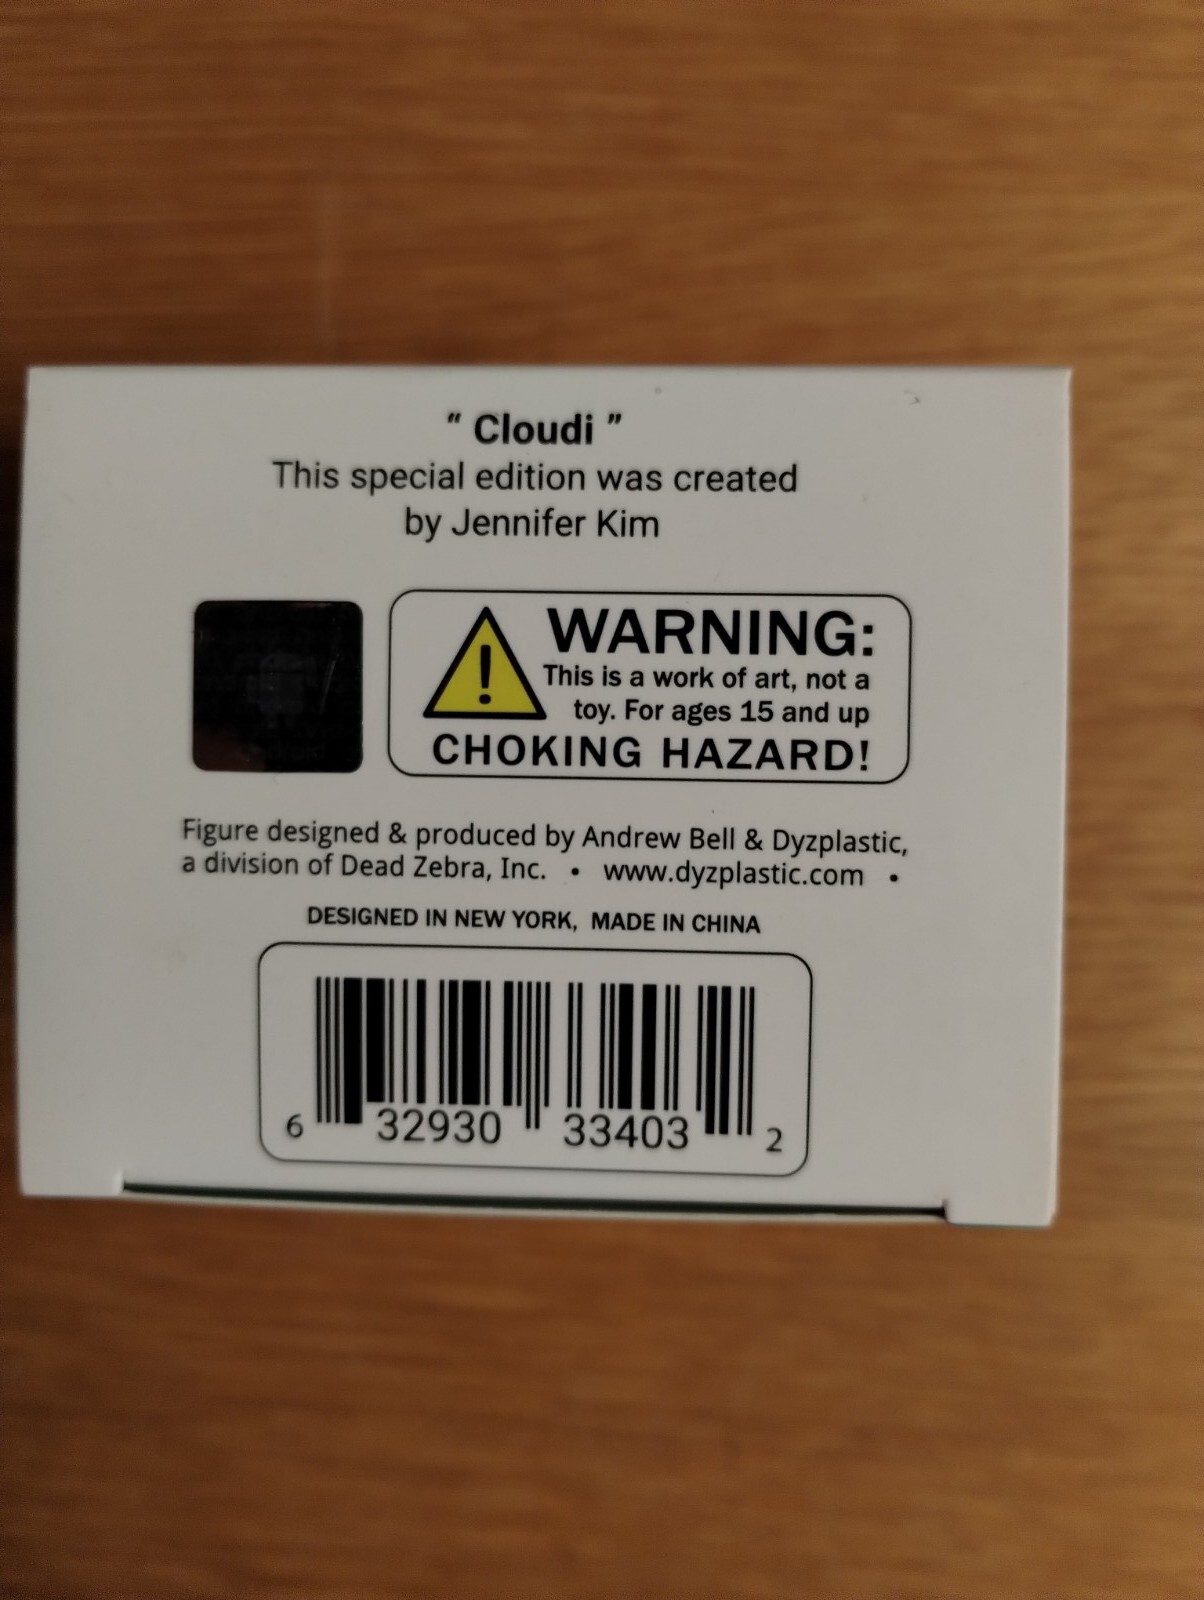 “ Cloudi ”
This special edition was created
by Jennifer Kim
WARNING:
This is a work of art, not a
toy. For ages 15 and up
CHOKING HAZARD!
Figure designed & produced by Andrew Bell & Dyzplastic,
a division of Dead Zebra, Inc. • www.dyzplastic.com •
DESIGNED IN NEW YORK, MADE IN CHINA
6 32930 33403 2